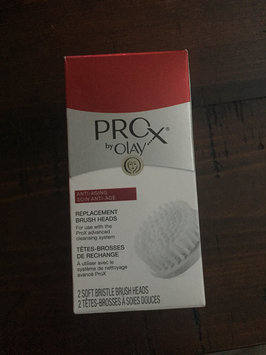 PROX®
by OLAY
ANTI-AGING
SOIN ANTI-ÂGE
REPLACEMENT
BRUSH HEADS
For use with the
ProX advanced
cleansing system
TÊTES-BROSSES
DE RECHANGE
À utiliser avec le
système de nettoyage
avancé ProX
2 SOFT BRISTLE BRUSH HEADS
2 TÊTES-BROSSES À SOIES DOUCES